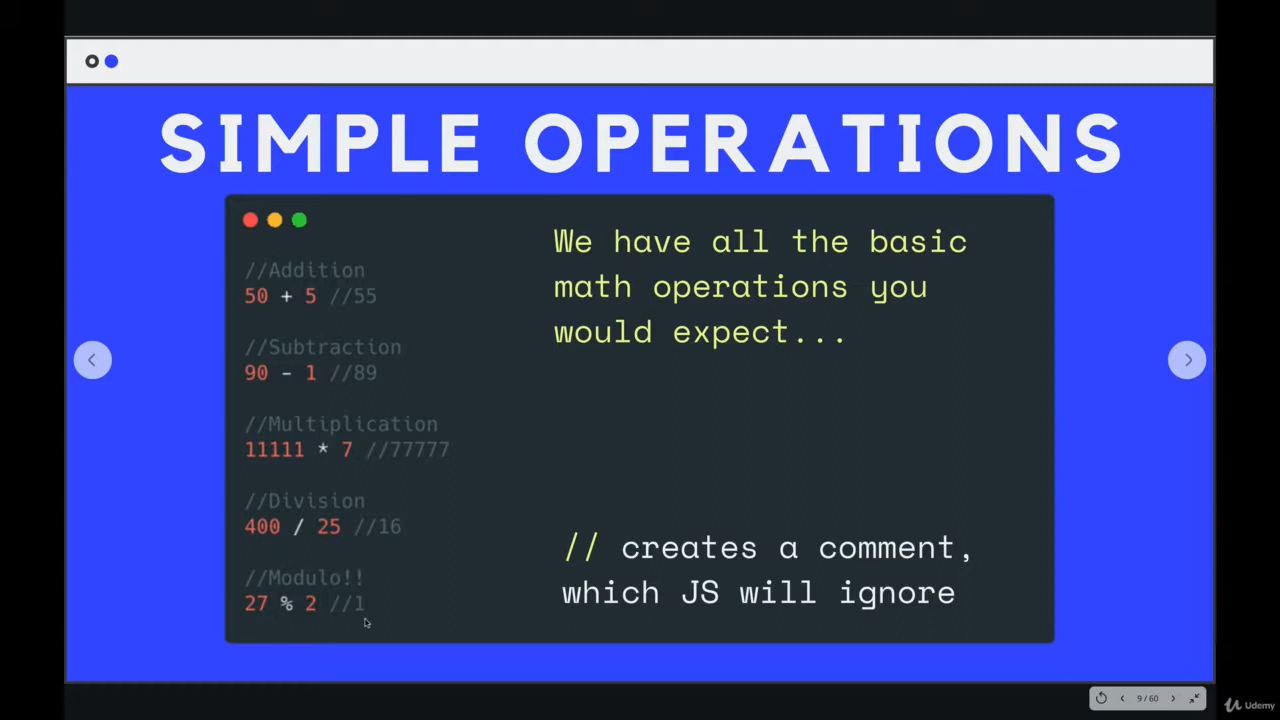 SIMPLE OPERATIONS
//Addition
50 + 5 //55
//Subtraction
90 - 1 //89
//Multiplication
11111 * 7 //77777
//Division
400 / 25 //16
//Modulo!!
27 % 2 //1
We have all the basic
math operations you
would expect...
// creates a comment,
which JS will ignore
9 / 60
Udemy